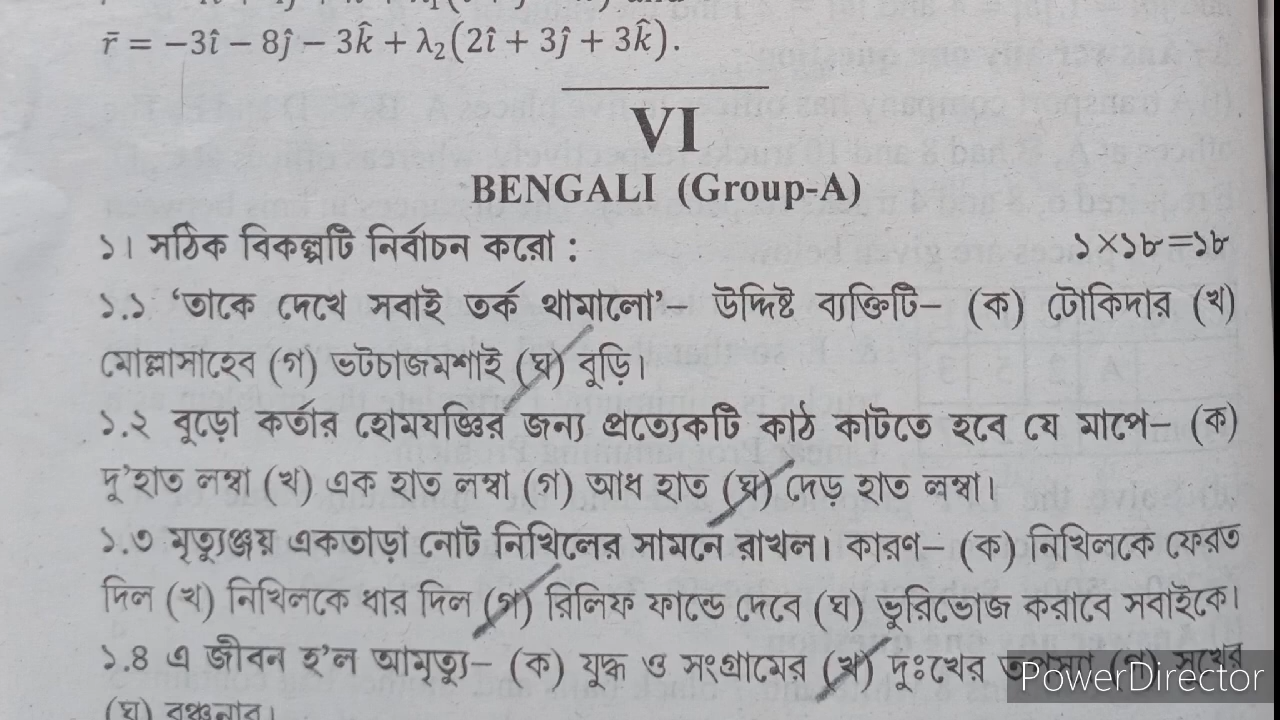 r̄ = −3î − 8ĵ − 3k̂ + λ₂(2î + 3ĵ + 3k̂).
VI
BENGALI (Group-A)
১। সঠিক বিকল্পটি নির্বাচন করো : ১×১৮=১৮
১.১ ‘তাকে দেখে সবাই তর্ক থামালো’– উদ্দিষ্ট ব্যক্তিটি– (ক) চৌকিদার (খ)
মোল্লাসাহেব (গ) ভটচাজমশাই (ঘ) বুড়ি।
১.২ বুড়ো কর্তার হোমযজ্ঞির জন্য প্রত্যেকটি কাঠ কাটতে হবে যে মাপে– (ক)
দু’হাত লম্বা (খ) এক হাত লম্বা (গ) আধ হাত (ঘ) দেড় হাত লম্বা।
১.৩ মৃত্যুঞ্জয় একতাড়া নোট নিখিলের সামনে রাখল। কারণ– (ক) নিখিলকে ফেরত
দিল (খ) নিখিলকে ধার দিল (গ) রিলিফ ফান্ডে দেবে (ঘ) ভুরিভোজ করাবে সবাইকে।
১.৪ এ জীবন হ’ল আমৃত্যু– (ক) যুদ্ধ ও সংগ্রামের (খ) দুঃখের তপস্যা (গ) সুখের
(ঘ) বঞ্চনার।
PowerDirector